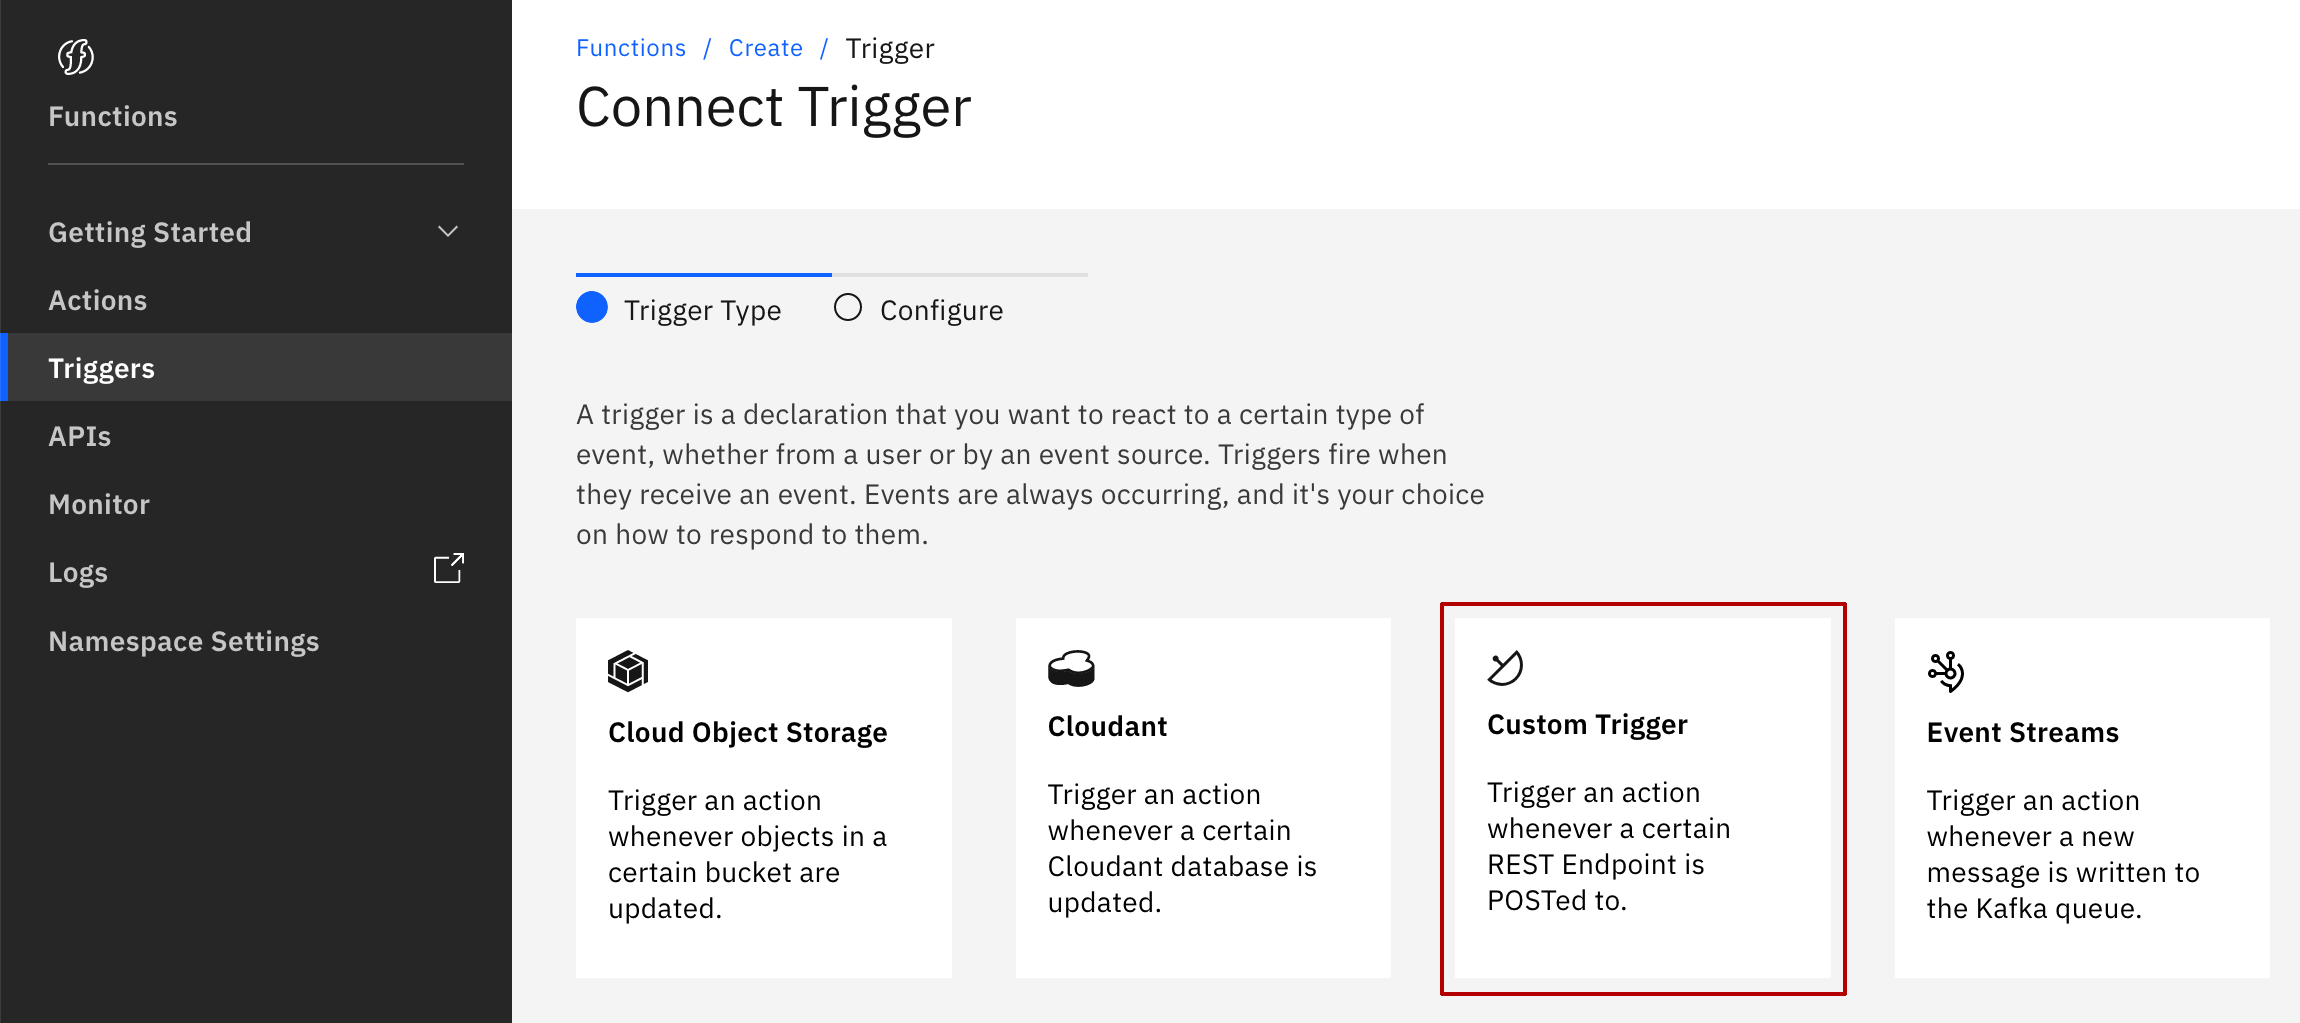 Functions
Getting Started
Actions
Triggers
APIs
Monitor
Logs
Namespace Settings
Functions / Create / Trigger
Connect Trigger
Trigger Type
Configure
A trigger is a declaration that you want to react to a certain type of
event, whether from a user or by an event source. Triggers fire when
they receive an event. Events are always occurring, and it's your choice
on how to respond to them.
Cloud Object Storage
Trigger an action
whenever objects in a
certain bucket are
updated.
Cloudant
Trigger an action
whenever a certain
Cloudant database is
updated.
Custom Trigger
Trigger an action
whenever a certain
REST Endpoint is
POSTed to.
Event Streams
Trigger an action
whenever a new
message is written to
the Kafka queue.